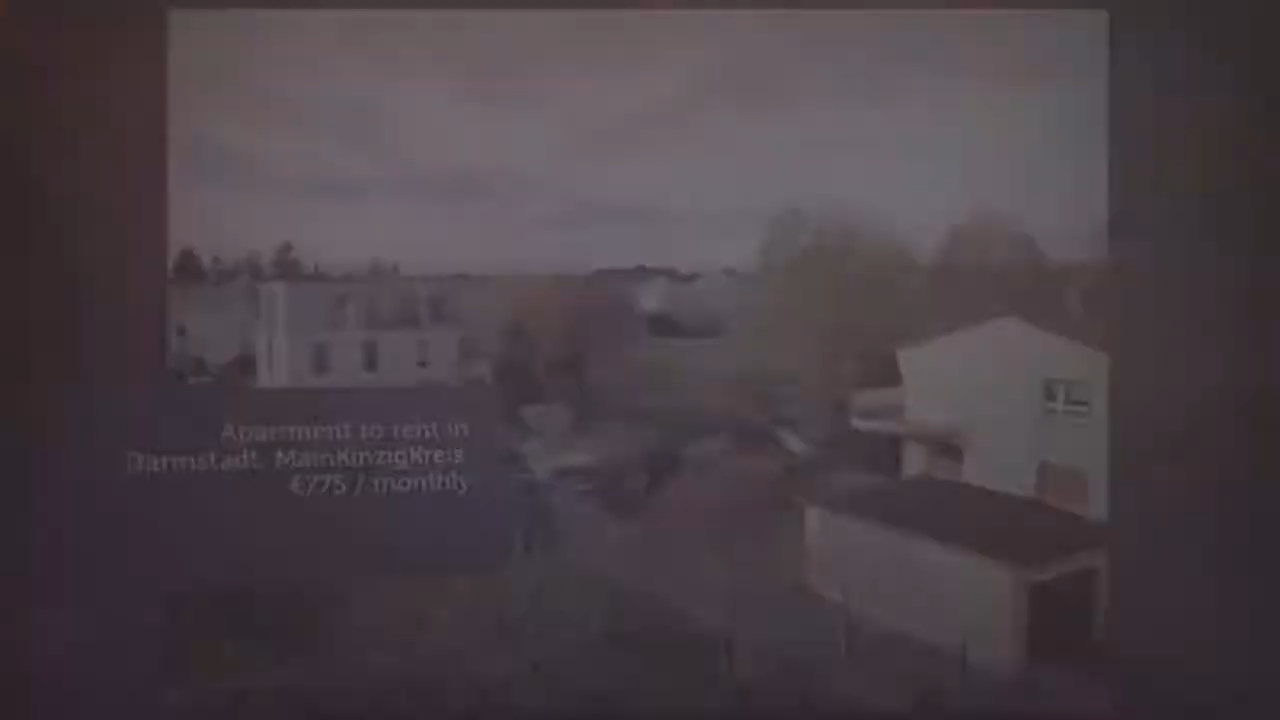 Apartment to rent in
Darmstadt, MainKinzigKreis
€775 / monthly